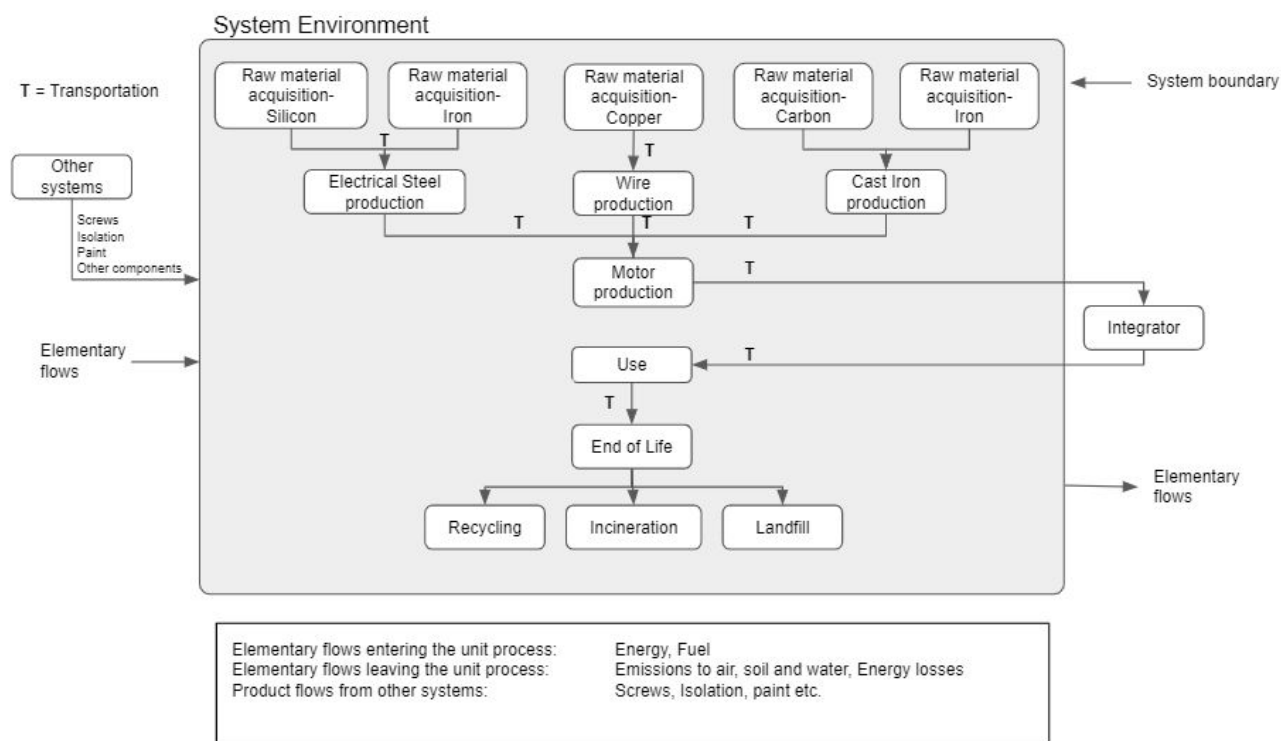 System Environment
T = Transportation
Raw material
acquisition-
Silicon
Raw material
acquisition-
Iron
Raw material
acquisition-
Copper
Raw material
acquisition-
Carbon
Raw material
acquisition-
Iron
System boundary
T
T
Other
systems
Electrical Steel
production
Wire
production
Cast Iron
production
Screws
Isolation
Paint
Other components
T
T
T
Motor
production
T
Integrator
Elementary
flows
Use
T
T
End of Life
Elementary
flows
Recycling
Incineration
Landfill
Elementary flows entering the unit process: Energy, Fuel
Elementary flows leaving the unit process: Emissions to air, soil and water, Energy losses
Product flows from other systems: Screws, Isolation, paint etc.